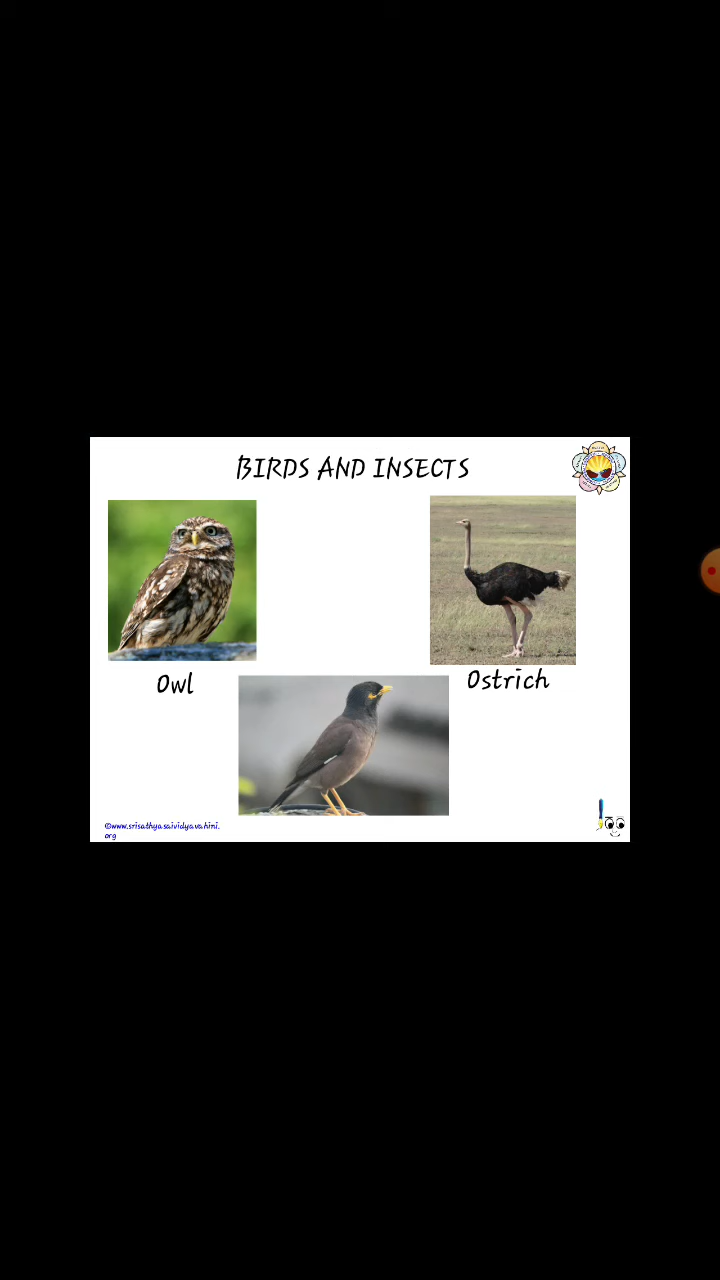 BIRDS AND INSECTS
Owl
Ostrich
©www.srisathyasaividyavahini.
org